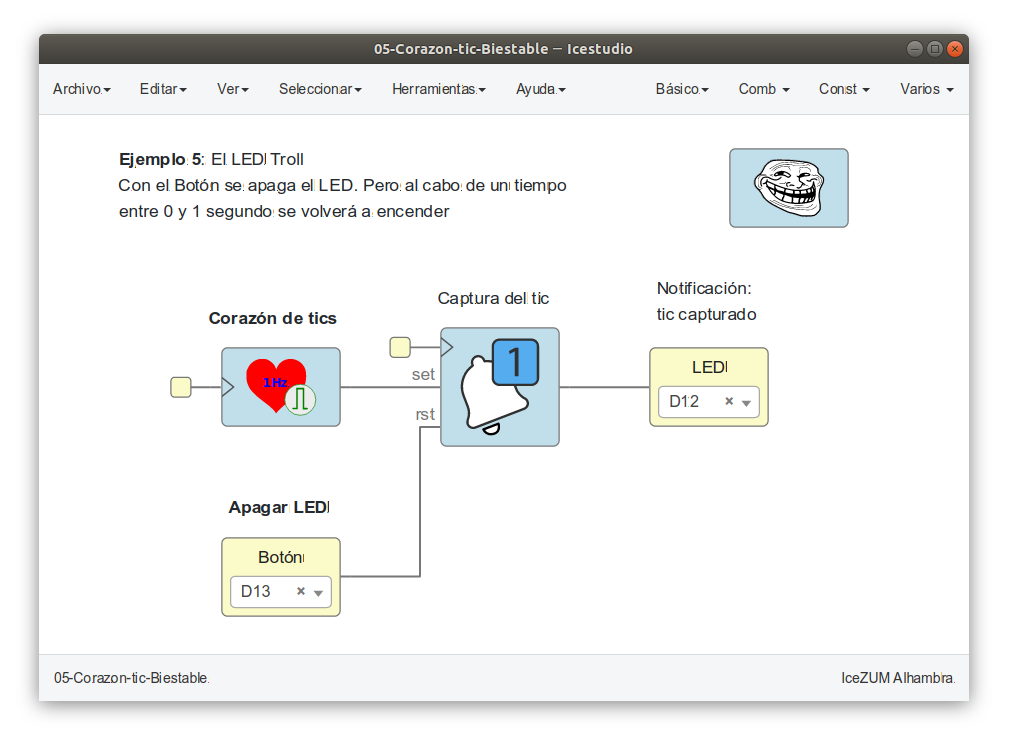 05-Corazon-tic-Biestable — Icestudio
Archivo Editar Ver Seleccionar Herramientas Ayuda Básico Comb Const Varios
Ejemplo 5: El LED Troll
Con el Botón se apaga el LED. Pero al cabo de un tiempo
entre 0 y 1 segundo se volverá a encender
Captura del tic
Notificación:
tic capturado
Corazón de tics
1Hz
set
rst
1
LED
D12
Apagar LED
Botón
D13
05-Corazon-tic-Biestable
IceZUM Alhambra